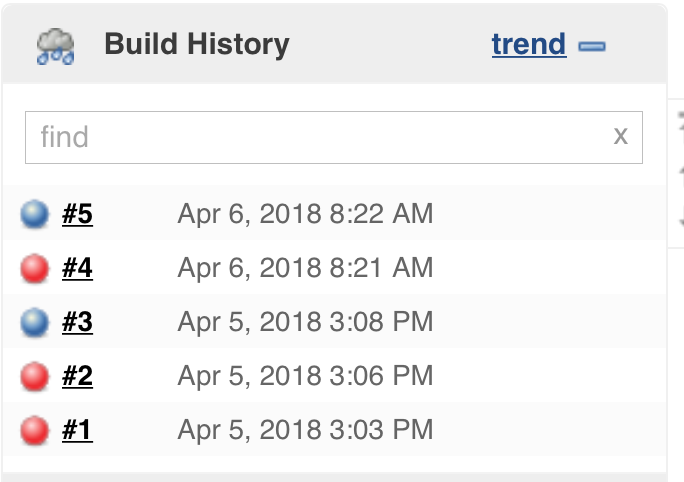 Build History trend
find x
#5 Apr 6, 2018 8:22 AM
#4 Apr 6, 2018 8:21 AM
#3 Apr 5, 2018 3:08 PM
#2 Apr 5, 2018 3:06 PM
#1 Apr 5, 2018 3:03 PM